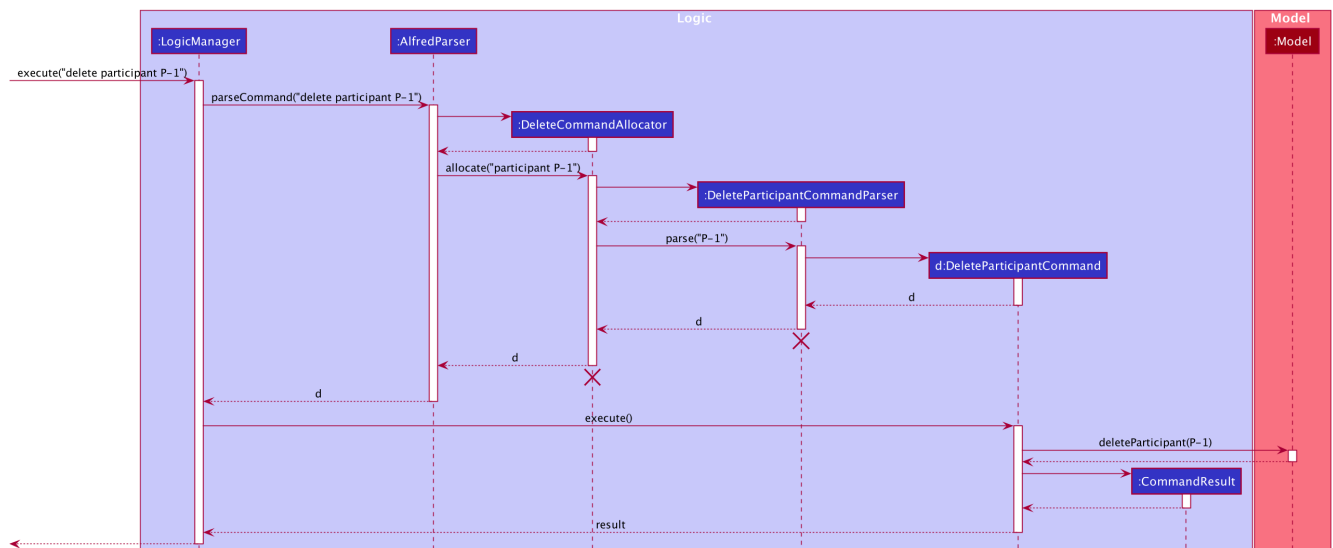 Logic
Model
:LogicManager
:AlfredParser
:Model
execute("delete participant P-1")
parseCommand("delete participant P-1")
:DeleteCommandAllocator
allocate("participant P-1")
:DeleteParticipantCommandParser
parse("P-1")
d:DeleteParticipantCommand
d
d
d
d
execute()
deleteParticipant(P-1)
:CommandResult
result